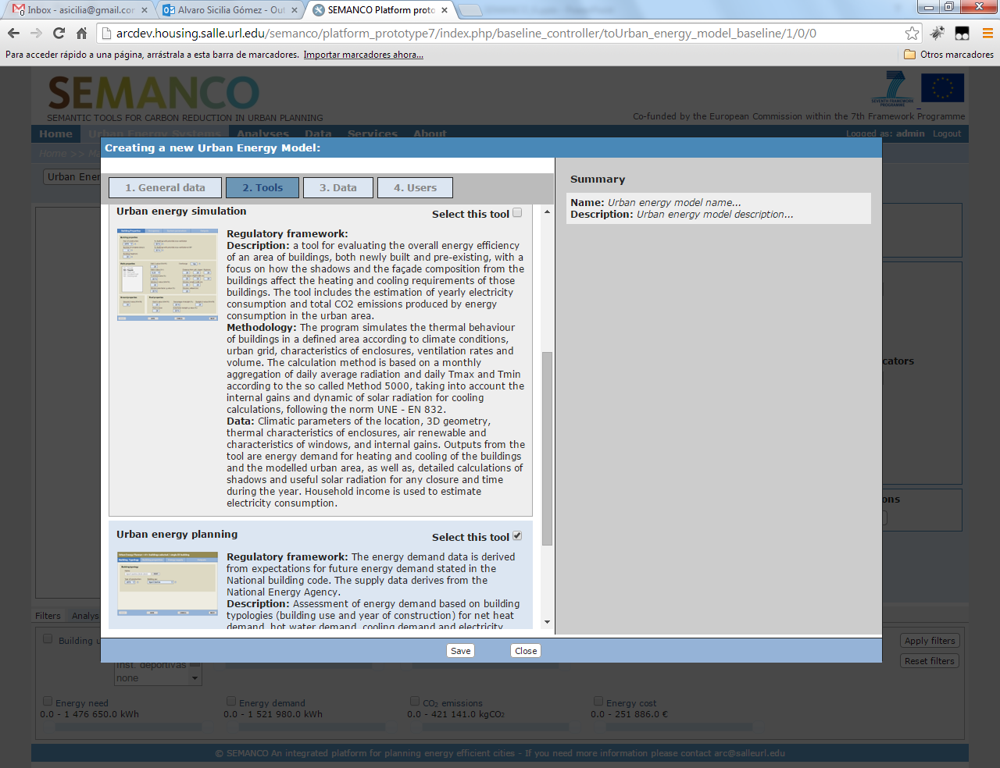 Inbox - asicilia@gmail.com
Alvaro Sicilia Gómez - Out
SEMANCO Platform proto
arcdev.housing.salle.url.edu/semanco/platform_prototype7/index.php/baseline_controller/toUrban_energy_model_baseline/1/0/0
Para acceder rápido a una página, arrástrala a esta barra de marcadores. Importar marcadores ahora...
Otros marcadores
SEMANCO
SEMANTIC TOOLS FOR CARBON REDUCTION IN URBAN PLANNING
SEVENTH FRAMEWORK
PROGRAMME
Co-funded by the European Commission within the 7th Framework Programme
Home Urban Energy Systems Analyses Data Services About
Logged as: admin Logout
Home >>
Urban Ener
Creating a new Urban Energy Model:
1. General data
2. Tools
3. Data
4. Users
Urban energy simulation
Select this tool
Regulatory framework:
Description: a tool for evaluating the overall energy efficiency
of an area of buildings, both newly built and pre-existing, with a
focus on how the shadows and the façade composition from the
buildings affect the heating and cooling requirements of those
buildings. The tool includes the estimation of yearly electricity
consumption and total CO2 emissions produced by energy
consumption in the urban area.
Methodology: The program simulates the thermal behaviour
of buildings in a defined area according to climate conditions,
urban grid, characteristics of enclosures, ventilation rates and
volume. The calculation method is based on a monthly
aggregation of daily average radiation and daily Tmax and Tmin
according to the so called Method 5000, taking into account the
internal gains and dynamic of solar radiation for cooling
calculations, following the norm UNE - EN 832.
Data: Climatic parameters of the location, 3D geometry,
thermal characteristics of enclosures, air renewable and
characteristics of windows, and internal gains. Outputs from the
tool are energy demand for heating and cooling of the buildings
and the modelled urban area, as well as, detailed calculations of
shadows and useful solar radiation for any closure and time
during the year. Household income is used to estimate
electricity consumption.
Urban energy planning
Select this tool
Regulatory framework: The energy demand data is derived
from expectations for future energy demand stated in the
National building code. The supply data derives from the
National Energy Agency.
Description: Assessment of energy demand based on building
typologies (building use and year of construction) for net heat
demand, hot water demand, cooling demand and electricity
Summary
Name: Urban energy model name...
Description: Urban energy model description...
cators
ons
Save
Close
Filters
Analys
Building u
Inst. deportivas
none
Apply filters
Reset filters
Energy need
0.0 - 1 476 650.0 kWh
Energy demand
0.0 - 1 521 980.0 kWh
CO2 emissions
0.0 - 421 141.0 kgCO2
Energy cost
0.0 - 251 886.0 €
© SEMANCO An integrated platform for planning energy efficient cities - If you need more information please contact arc@salleurl.edu